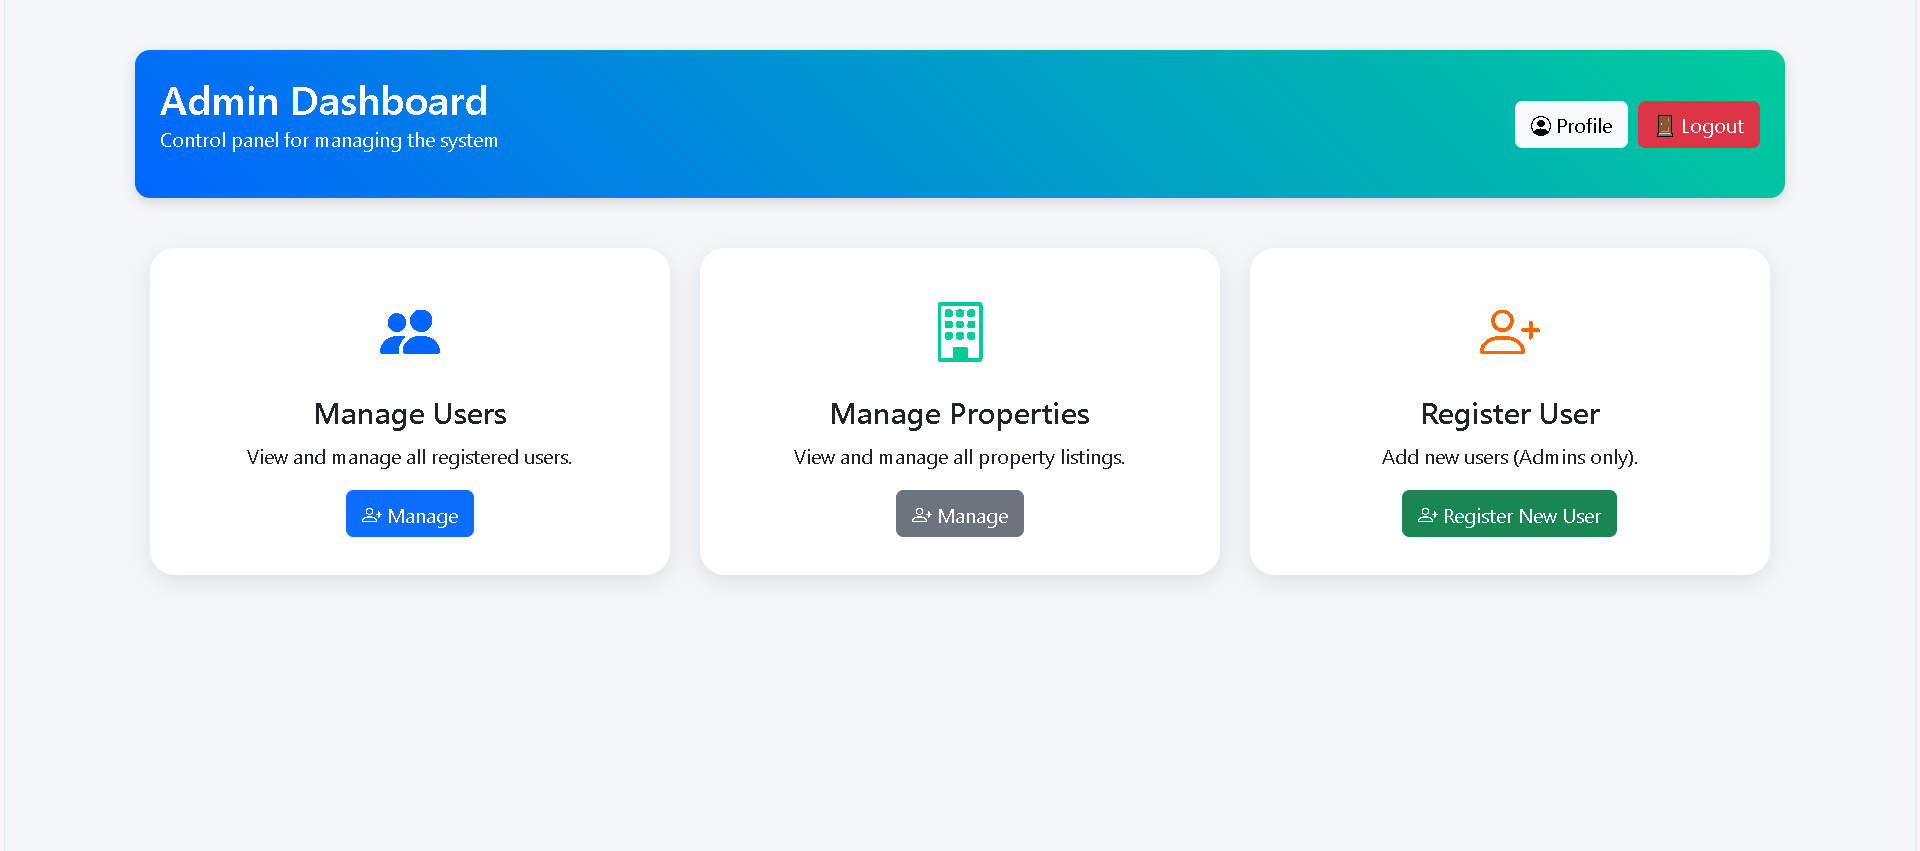 Admin Dashboard
Control panel for managing the system
Profile
Logout
Manage Users
View and manage all registered users.
Manage
Manage Properties
View and manage all property listings.
Manage
Register User
Add new users (Admins only).
Register New User